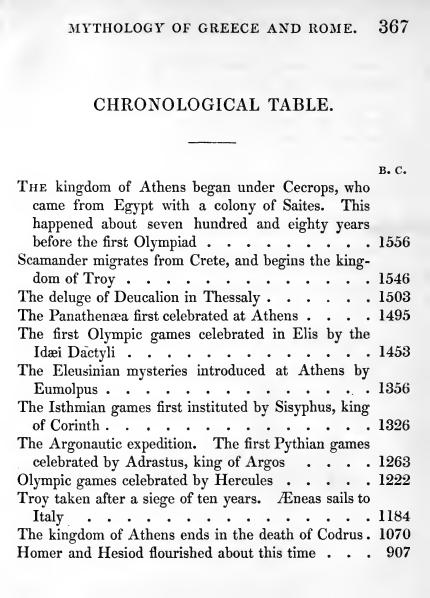 MYTHOLOGY OF GREECE AND ROME. 367
CHRONOLOGICAL TABLE.
B. C.
THE kingdom of Athens began under Cecrops, who
came from Egypt with a colony of Saites. This
happened about seven hundred and eighty years
before the first Olympiad . . . . . . . . . 1556
Scamander migrates from Crete, and begins the king-
dom of Troy . . . . . . . . . . . . . 1546
The deluge of Deucalion in Thessaly . . . . . . 1503
The Panathenæa first celebrated at Athens . . . . 1495
The first Olympic games celebrated in Elis by the
Idæi Dactyli . . . . . . . . . . . . . 1453
The Eleusinian mysteries introduced at Athens by
Eumolpus . . . . . . . . . . . . . . 1356
The Isthmian games first instituted by Sisyphus, king
of Corinth . . . . . . . . . . . . . . 1326
The Argonautic expedition. The first Pythian games
celebrated by Adrastus, king of Argos . . . . 1263
Olympic games celebrated by Hercules . . . . . 1222
Troy taken after a siege of ten years. Æneas sails to
Italy . . . . . . . . . . . . . . . 1184
The kingdom of Athens ends in the death of Codrus . 1070
Homer and Hesiod flourished about this time . . . 907